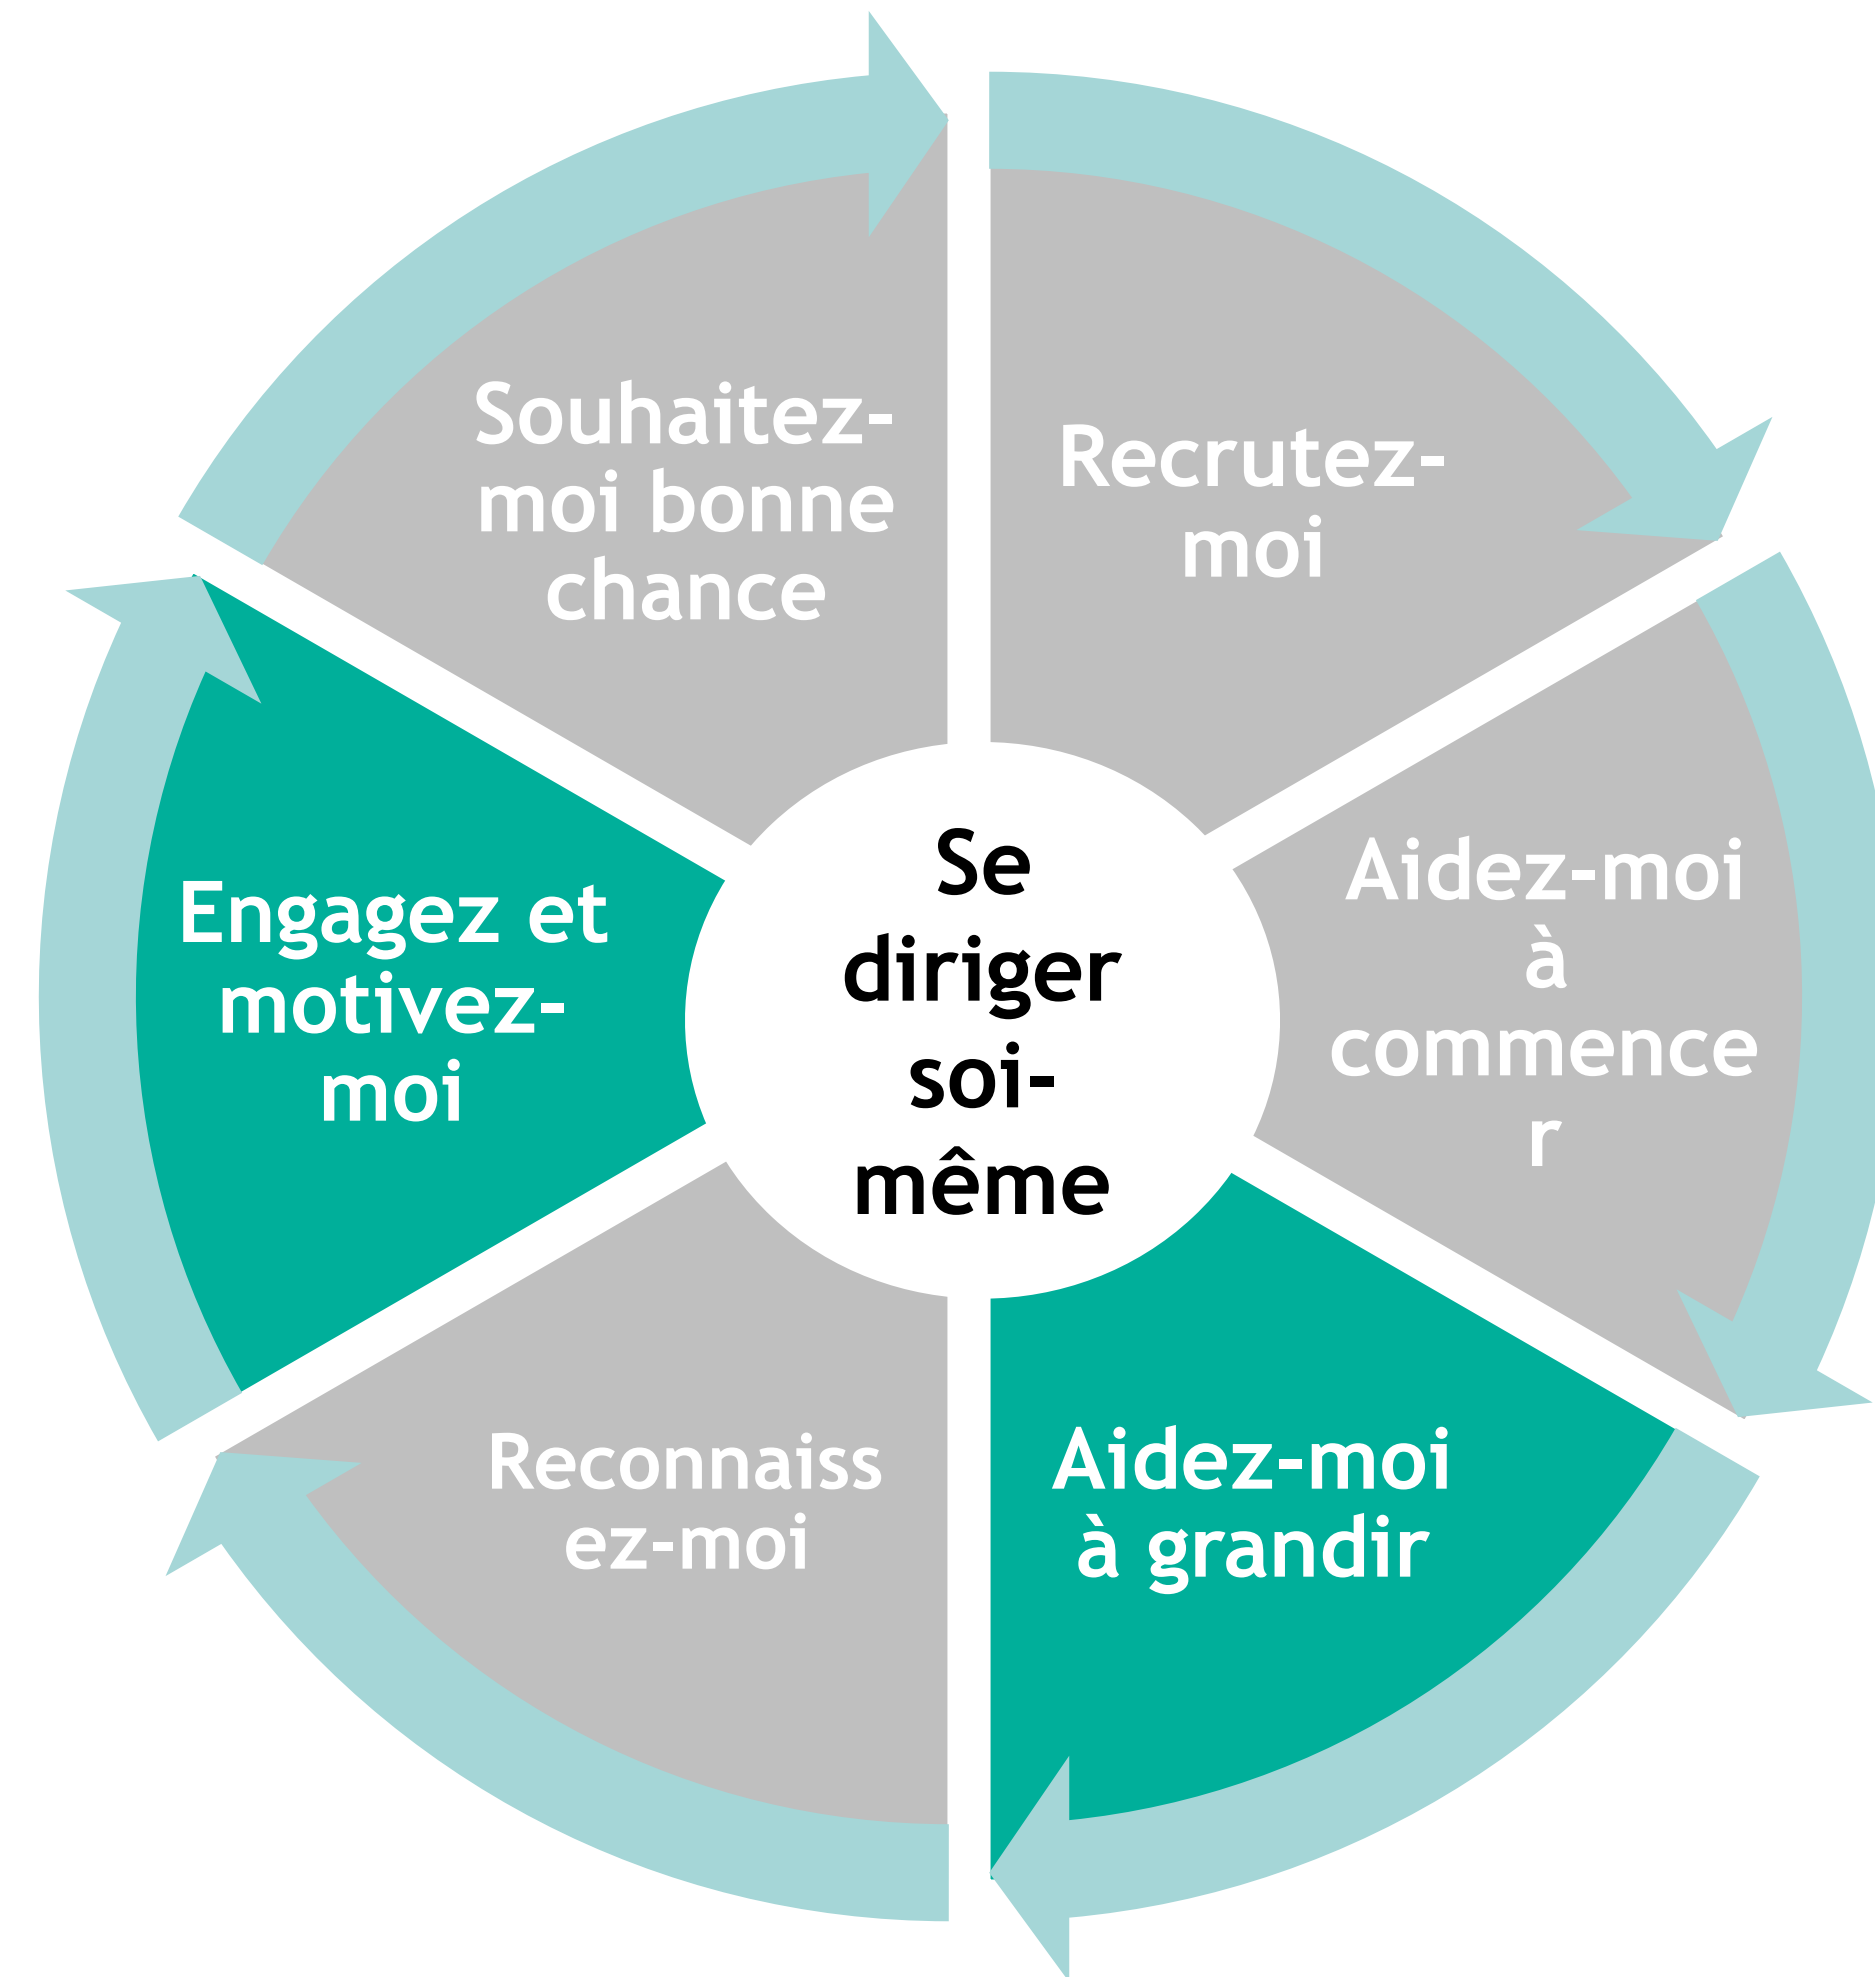 Souhaitez-
moi bonne
chance
Recrutez-
moi
Aidez-moi
à
commence
r
Aidez-moi
à grandir
Reconnaiss
ez-moi
Engagez et
motivez-
moi
Se
diriger
soi-
même